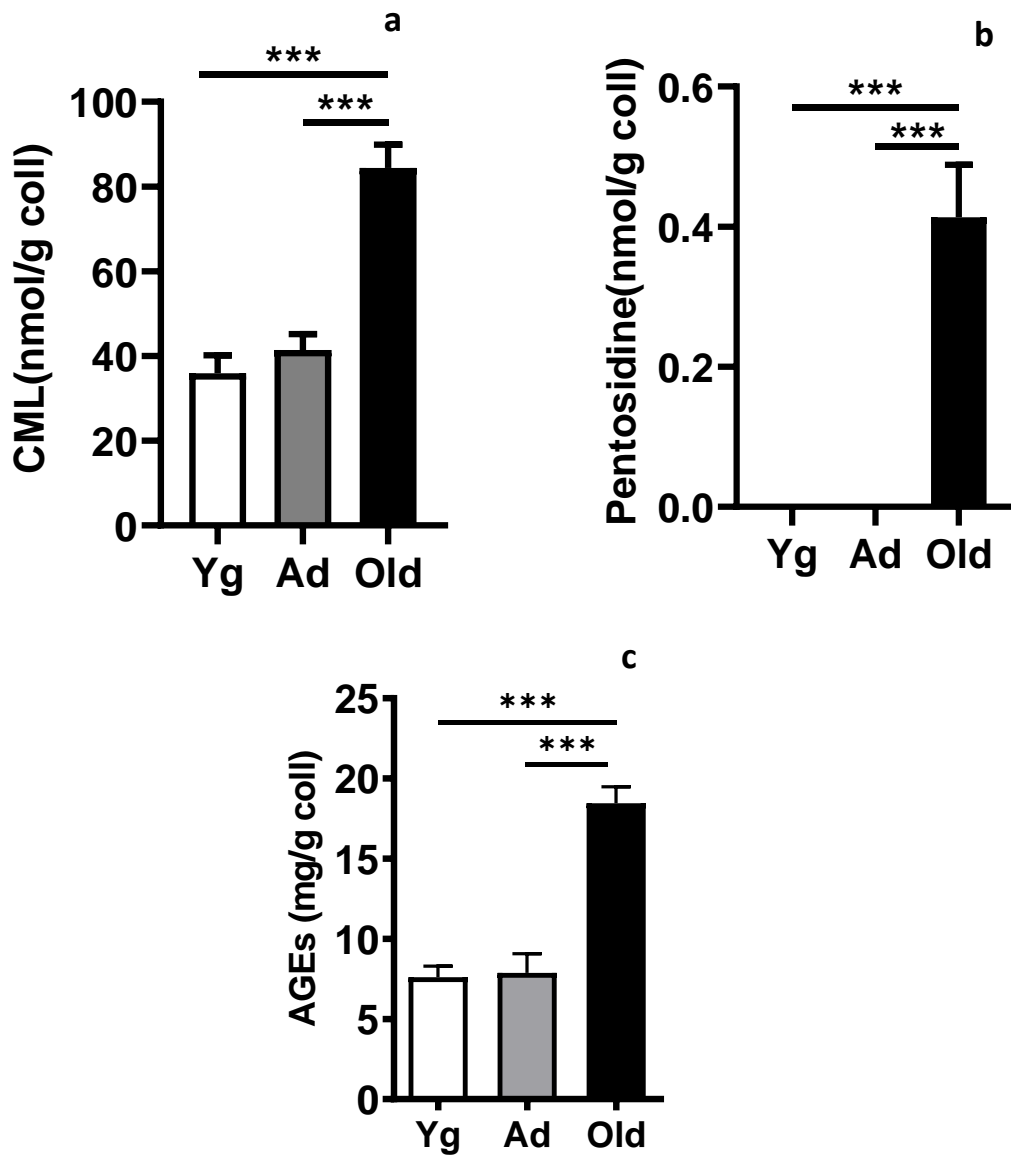 a
***
***
CML(nmol/g coll)
100
80
60
40
20
0
Yg Ad Old
b
***
***
Pentosidine(nmol/g coll)
0.6
0.4
0.2
0.0
Yg Ad Old
c
***
***
AGEs (mg/g coll)
25
20
15
10
5
0
Yg Ad Old